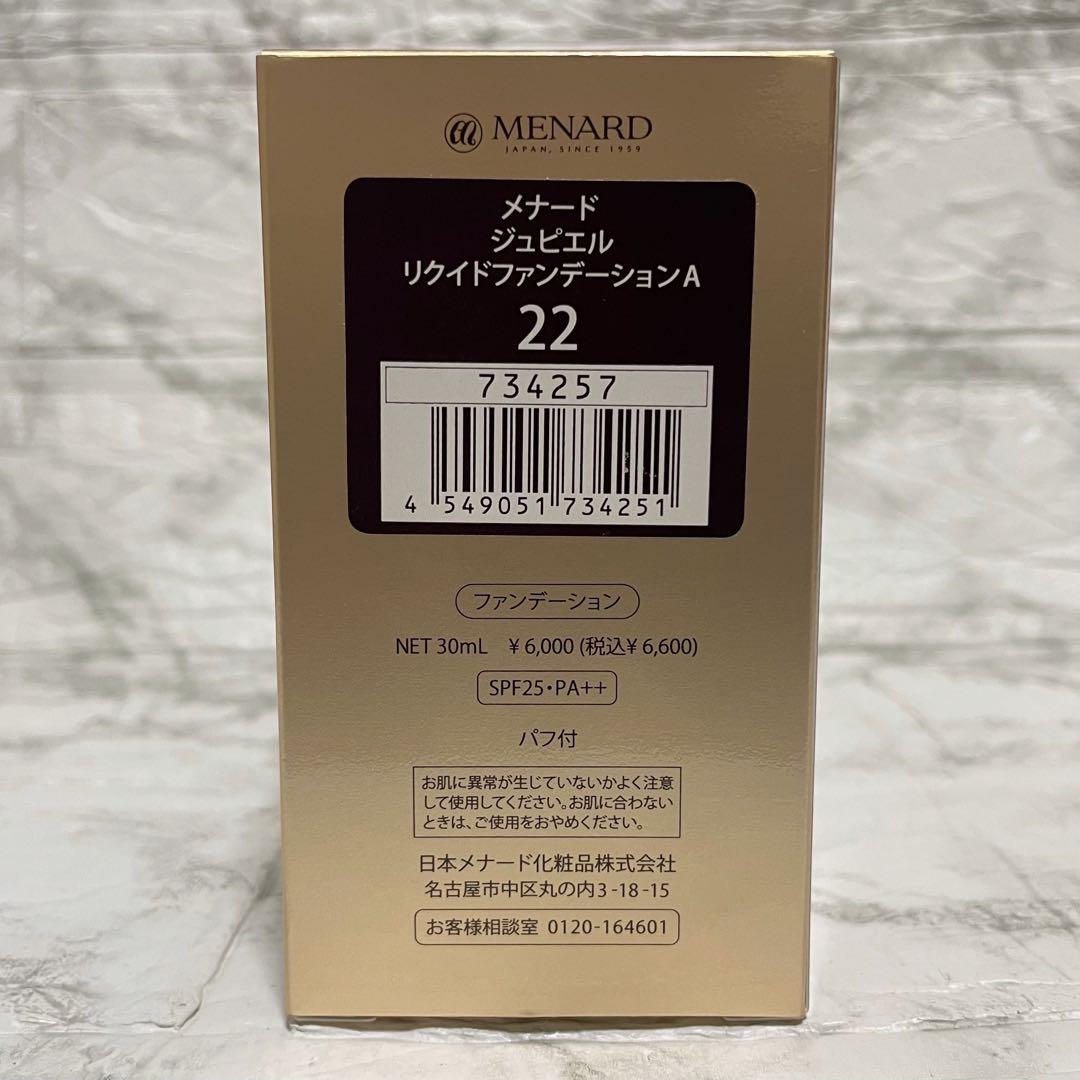 MENARD
JAPAN, SINCE 1959
メナード
ジュピエル
リクイドファンデーションA
22
734257
4 549051 734251
ファンデーション
NET 30mL ¥6,000 (税込¥6,600)
SPF25・PA++
パフ付
お肌に異常が生じていないかよく注意
して使用してください。お肌に合わない
ときは、ご使用をおやめください。
日本メナード化粧品株式会社
名古屋市中区丸の内3-18-15
お客様相談室 0120-164601